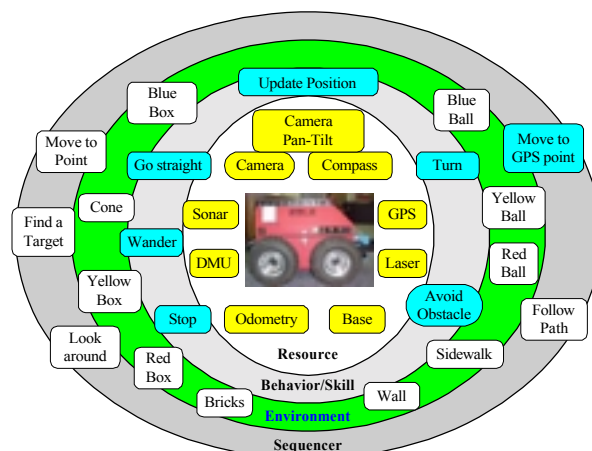 Update Position
Blue
Box
Blue
Ball
Camera
Pan-Tilt
Move to
Point
Move to
GPS point
Go straight
Camera
Compass
Turn
Cone
Sonar
GPS
Yellow
Ball
Find a
Target
Wander
DMU
Laser
Red
Ball
Yellow
Box
Avoid
Obstacle
Stop
Odometry
Base
Follow
Path
Look
around
Red
Box
Resource
Sidewalk
Bricks
Behavior/Skill
Wall
Environment
Sequencer